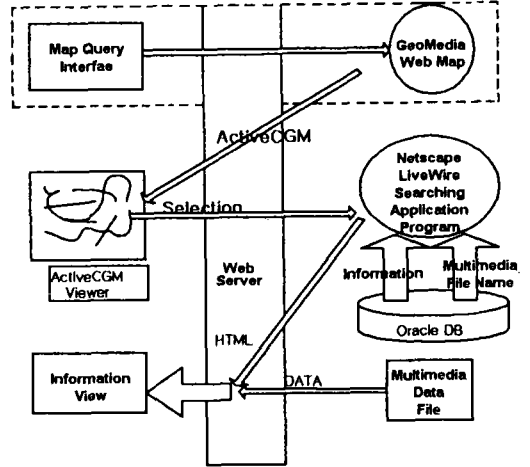 Map Query
Interfae
GeoMedia
Web Map
ActiveCGM
Netscape
LiveWire
Searching
Application
Program
Selection
ActiveCGM
Viewer
Web
Server
Information
Multimedia
File Name
Oracle DB
HTML
Information
View
DATA
Multimedia
Data
File